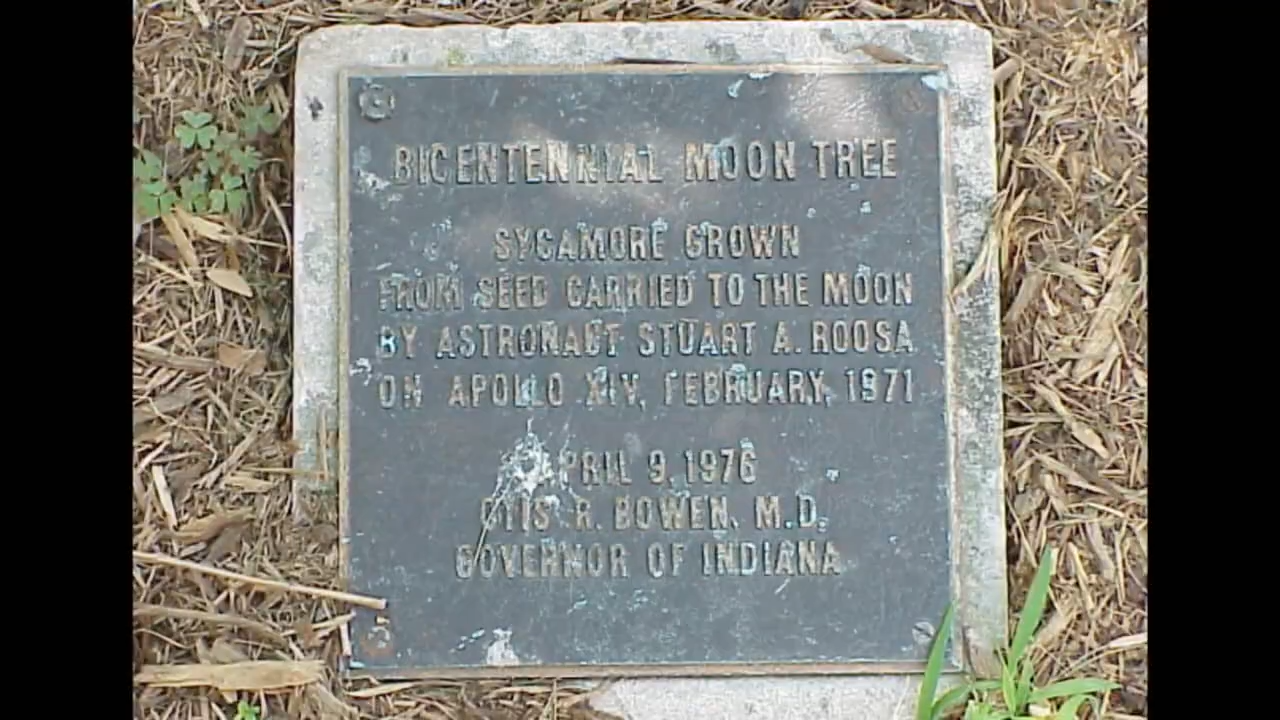 BICENTENNIAL MOON TREE
SYCAMORE GROWN
FROM SEED CARRIED TO THE MOON
BY ASTRONAUT STUART A. ROOSA
ON APOLLO XIV, FEBRUARY, 1971
APRIL 9, 1976
OTIS R. BOWEN, M.D.
GOVERNOR OF INDIANA